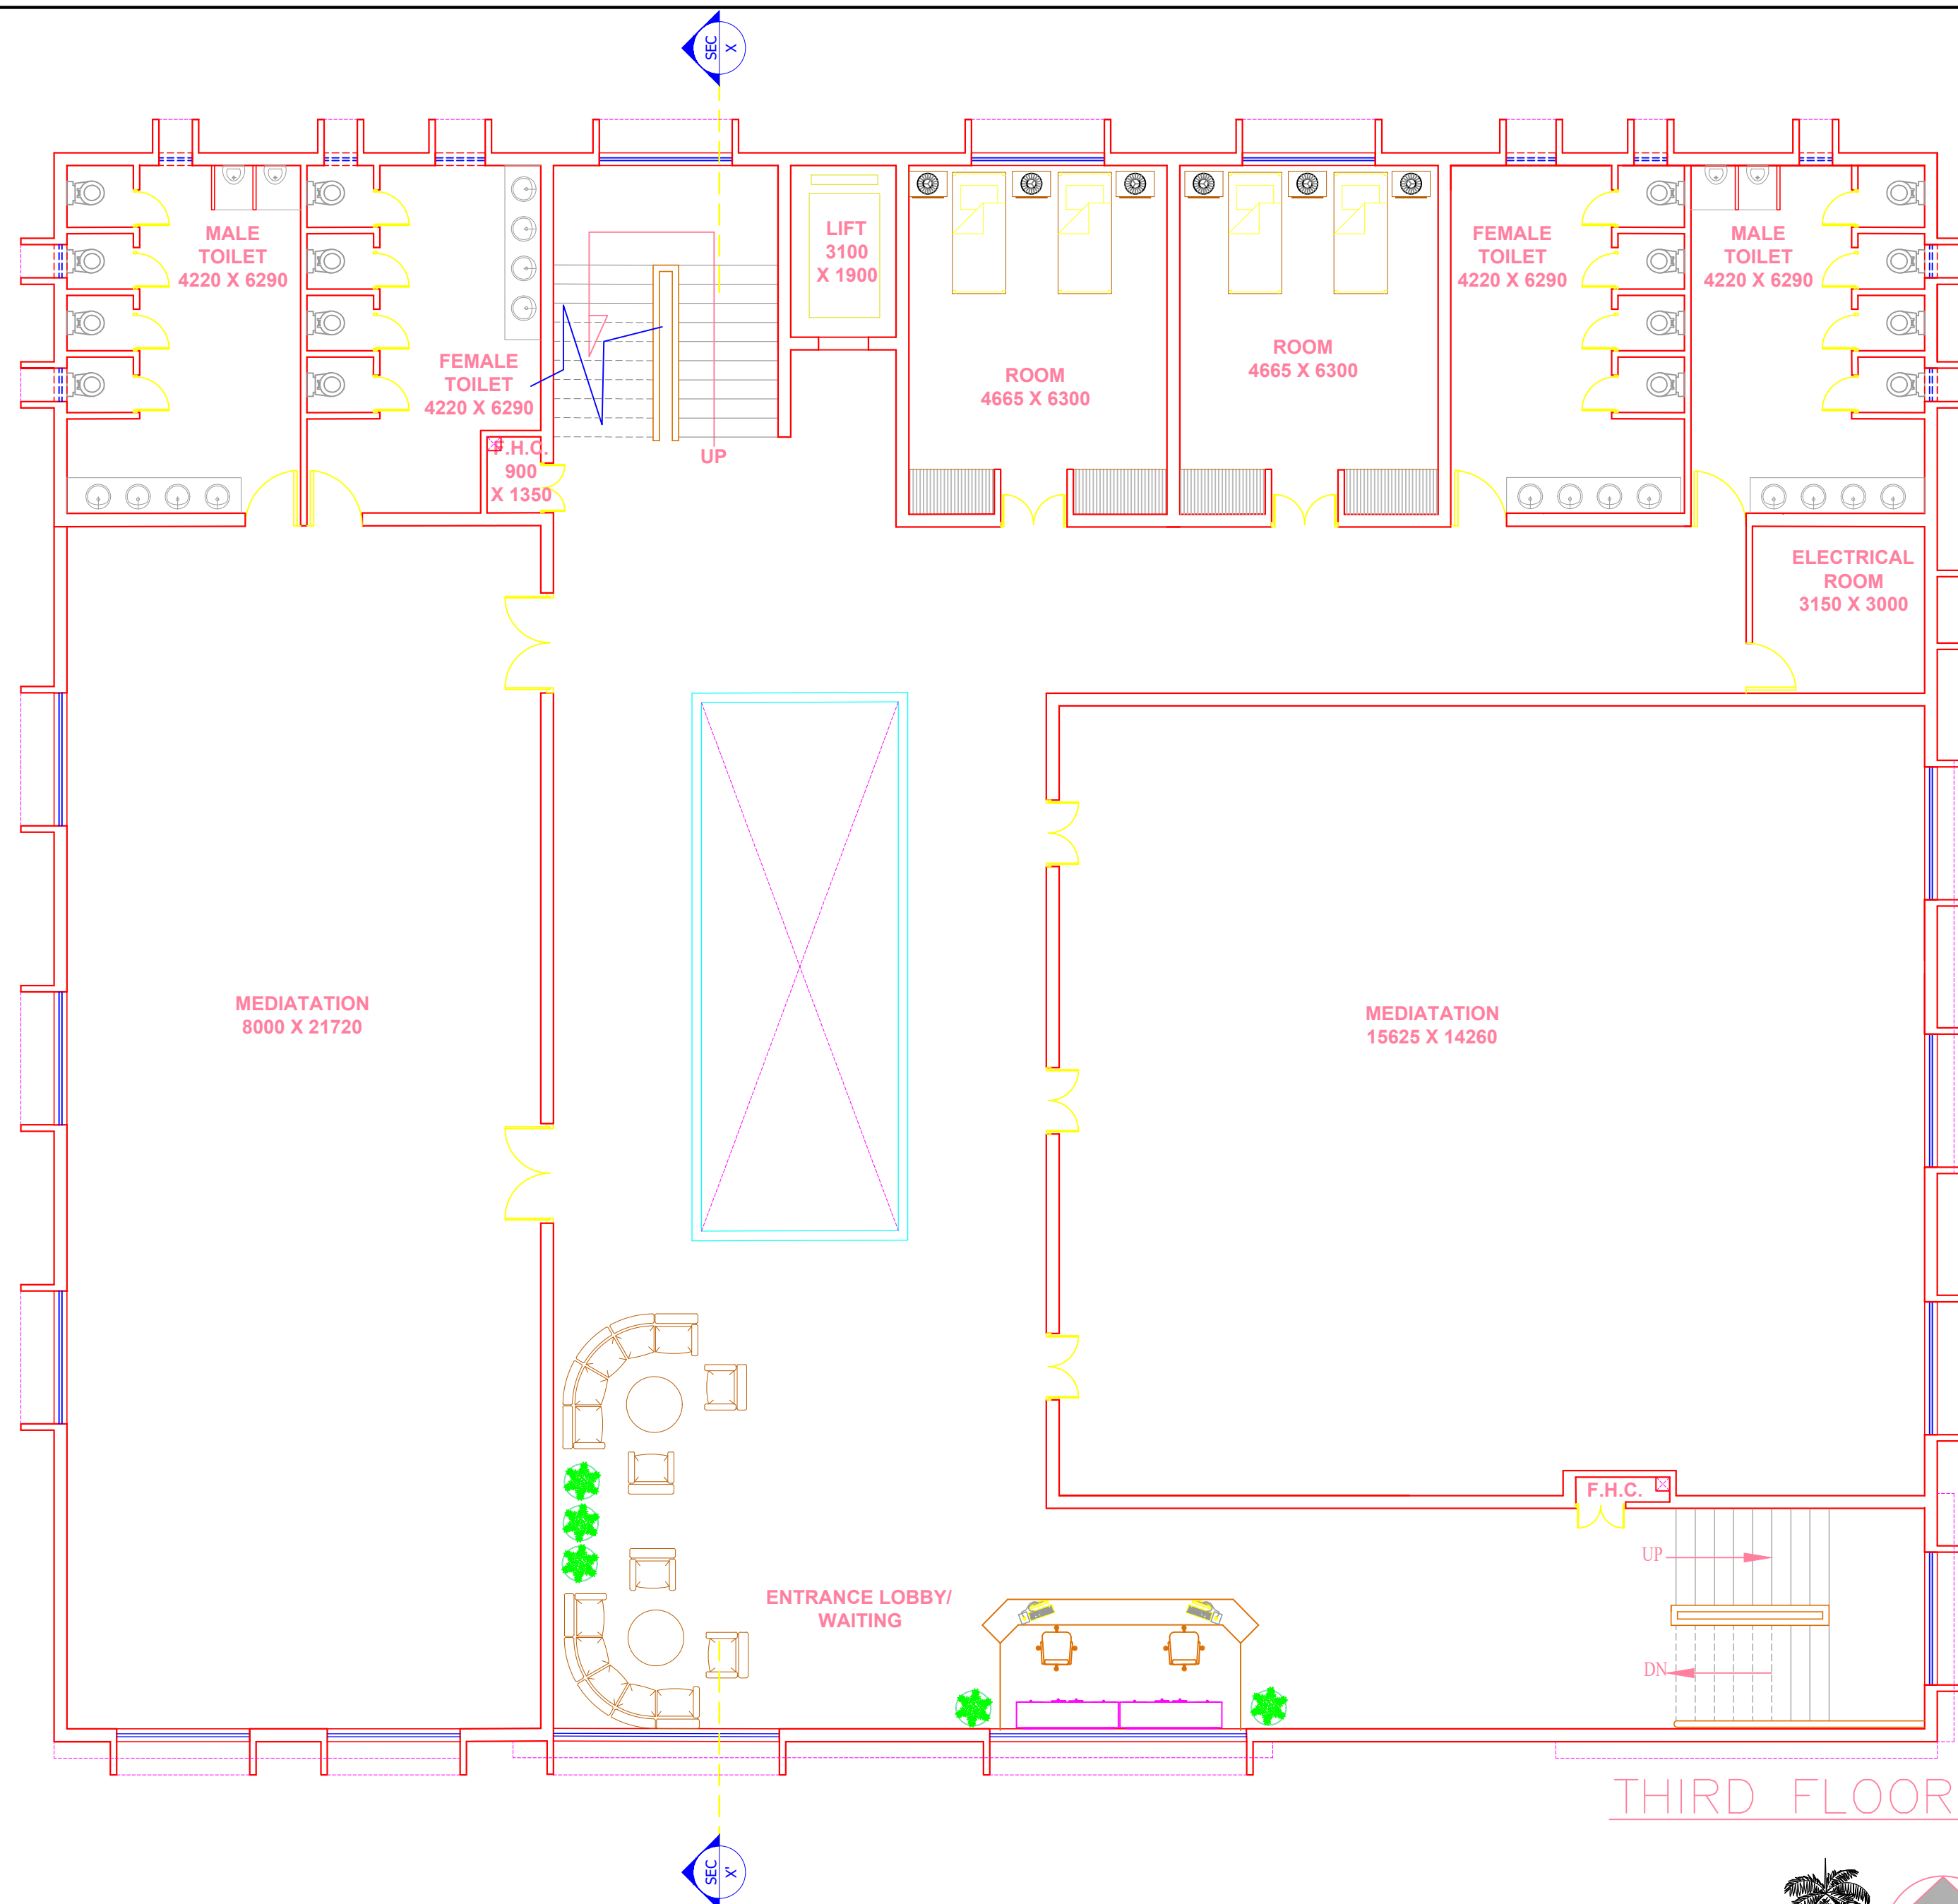 SEC
X
MALE
TOILET
4220 X 6290
FEMALE
TOILET
4220 X 6290
F.H.C.
900
X 1350
UP
LIFT
3100
X 1900
ROOM
4665 X 6300
ROOM
4665 X 6300
FEMALE
TOILET
4220 X 6290
MALE
TOILET
4220 X 6290
ELECTRICAL
ROOM
3150 X 3000
MEDIATATION
8000 X 21720
MEDIATATION
15625 X 14260
F.H.C.
UP
DN
ENTRANCE LOBBY/
WAITING
THIRD FLOOR
SEC
X'